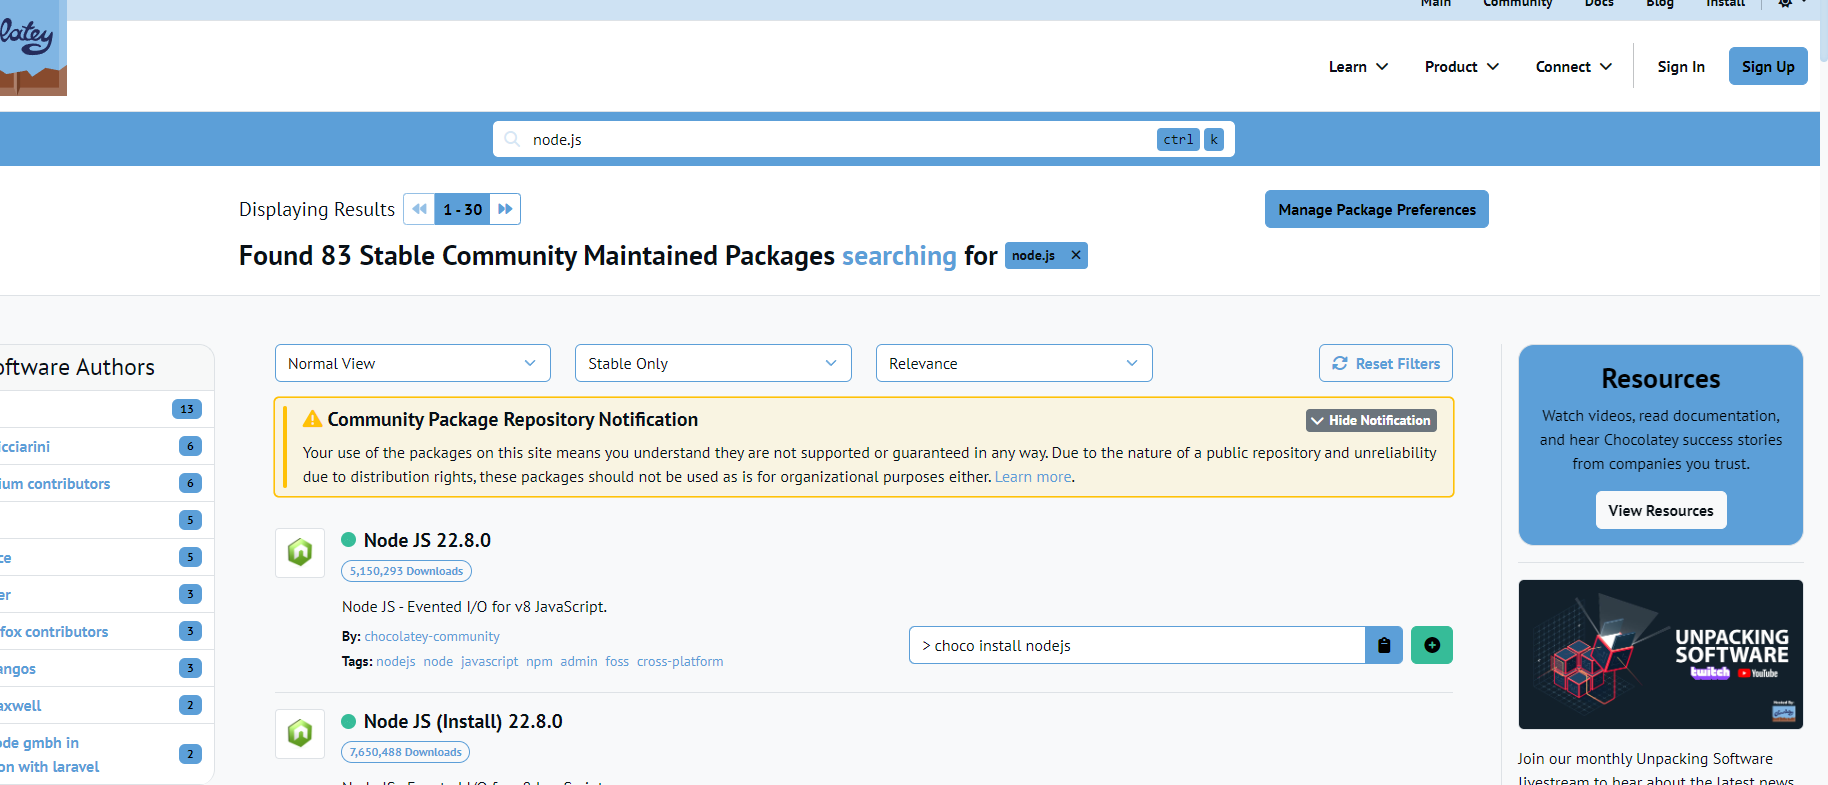 Main Community Docs Blog Install
latey
Learn Product Connect Sign In Sign Up
node.js ctrl k
Displaying Results 1 - 30 Manage Package Preferences
Found 83 Stable Community Maintained Packages searching for node.js ×
oftware Authors
13
icciarini 6
ium contributors 6
5
ce 5
er 3
fox contributors 3
angos 3
axwell 2
ode gmbh in
on with laravel 2
Normal View Stable Only Relevance Reset Filters
Community Package Repository Notification Hide Notification
Your use of the packages on this site means you understand they are not supported or guaranteed in any way. Due to the nature of a public repository and unreliability
due to distribution rights, these packages should not be used as is for organizational purposes either. Learn more.
Node JS 22.8.0
5,150,293 Downloads
Node JS - Evented I/O for v8 JavaScript.
By: chocolatey-community
Tags: nodejs node javascript npm admin foss cross-platform
> choco install nodejs
Node JS (Install) 22.8.0
7,650,488 Downloads
Node JS - Evented I/O for v8 JavaScript.
Resources
Watch videos, read documentation,
and hear Chocolatey success stories
from companies you trust.
View Resources
UNPACKING
SOFTWARE
twitch YouTube
Join our monthly Unpacking Software
livestream to hear about the latest news